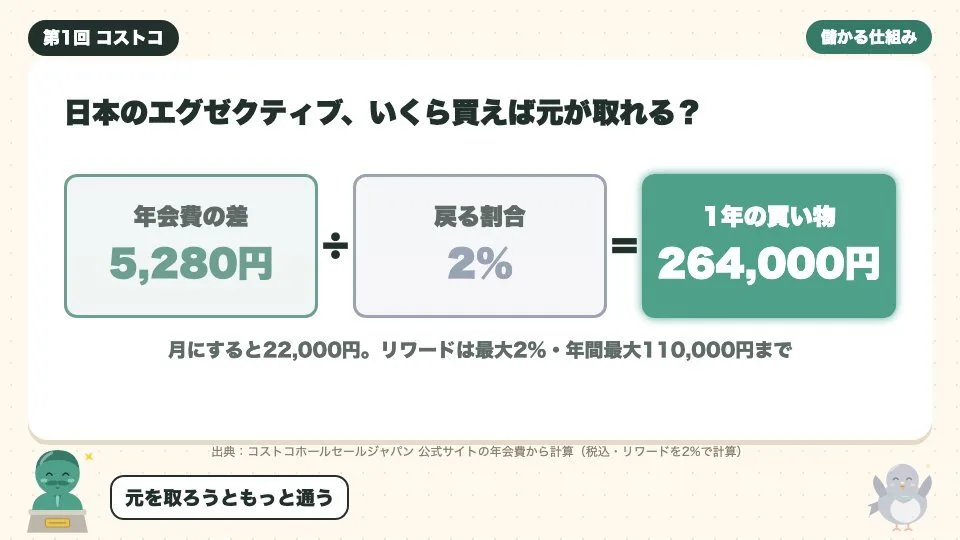 第1回 コストコ
儲かる仕組み
日本のエグゼクティブ、いくら買えば元が取れる？
年会費の差
5,280円
÷
戻る割合
2%
=
1年の買い物
264,000円
月にすると22,000円。リワードは最大2%・年間最大110,000円まで
出典：コストコホールセールジャパン 公式サイトの年会費から計算（税込・リワードを2%で計算）
元を取ろうともっと通う